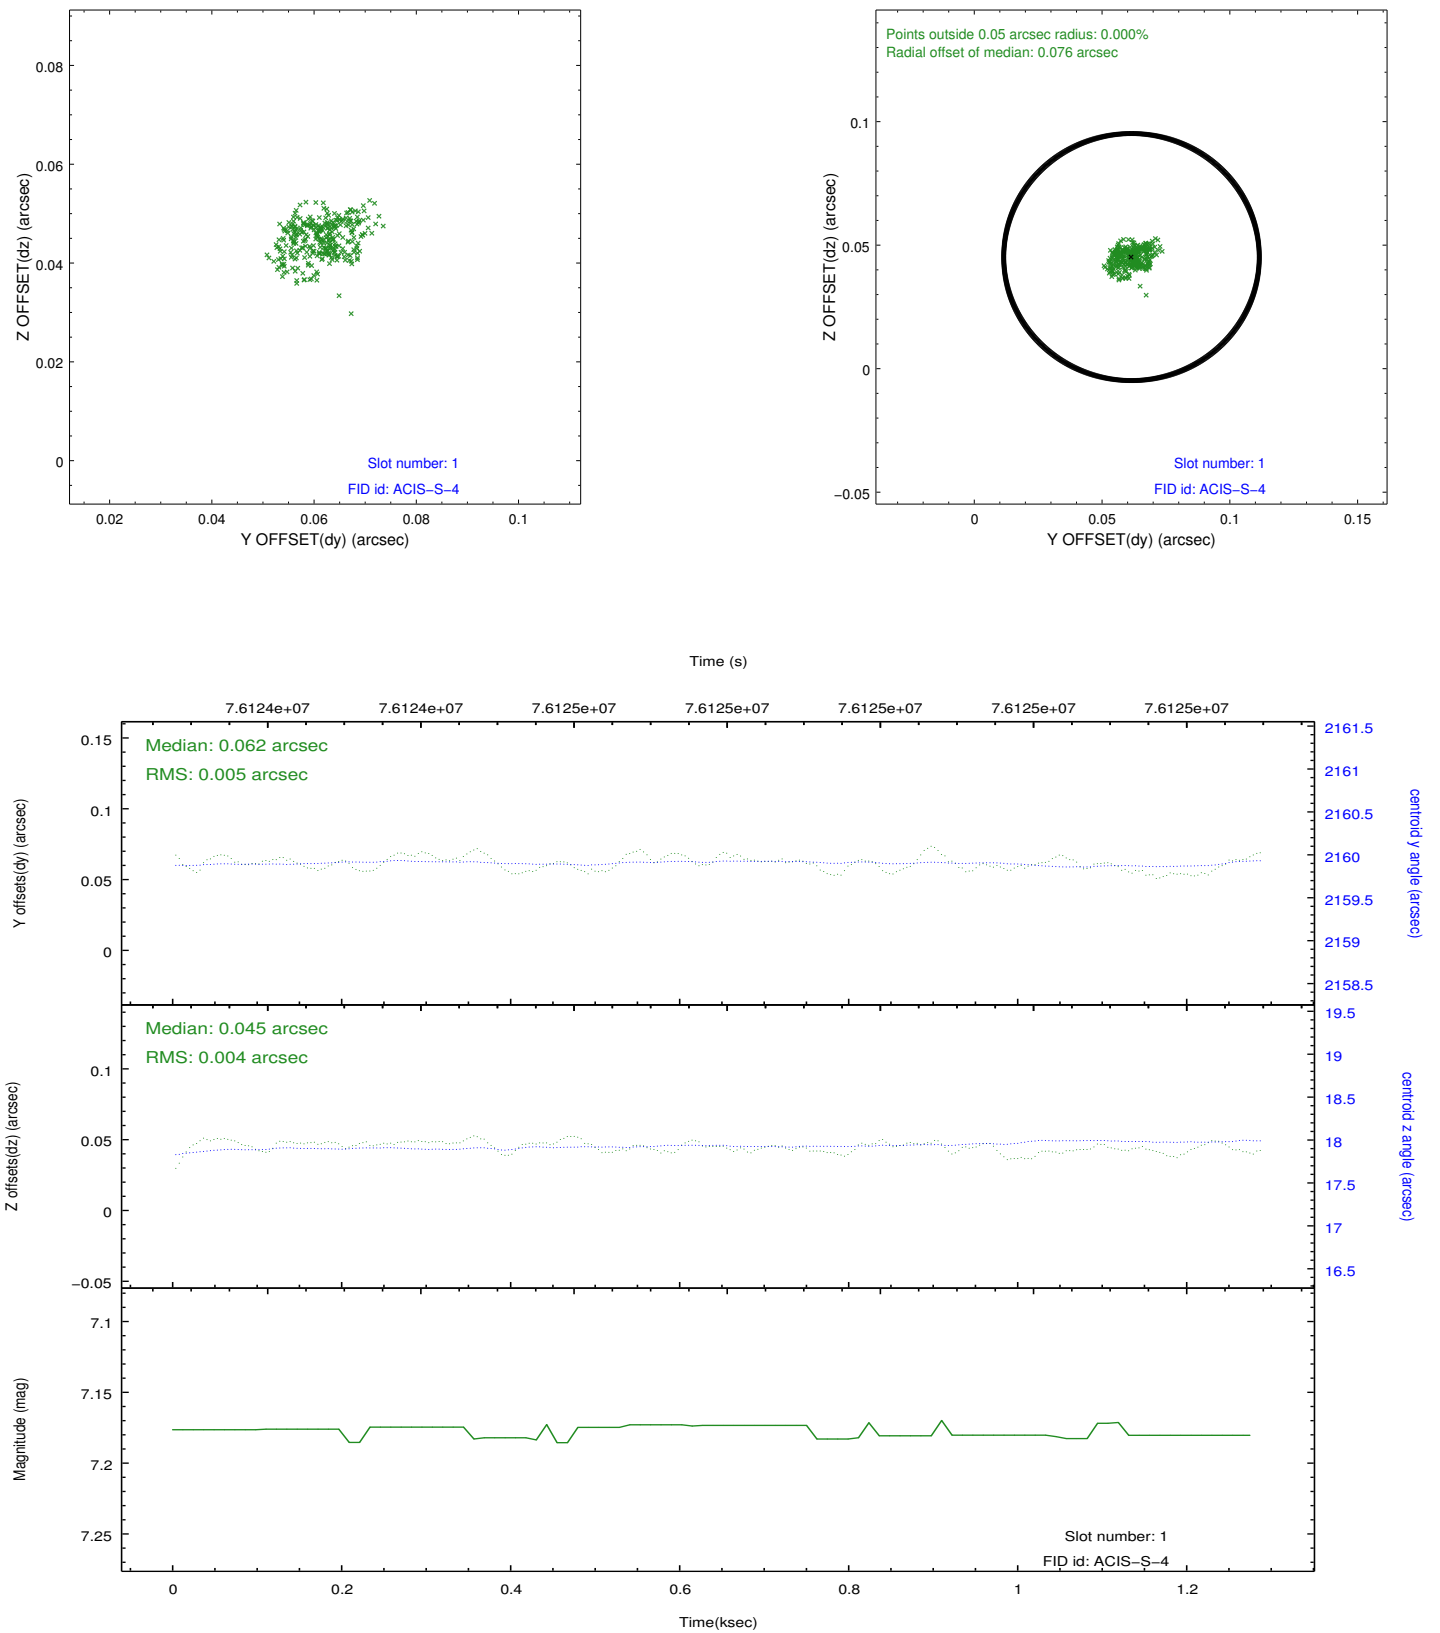 0.08
0.06
0.04
0.02
0
Z OFFSET(dz) (arcsec)
Slot number: 1
FID id: ACIS−S−4
0.02 0.04 0.06 0.08 0.1
Y OFFSET(dy) (arcsec)
Points outside 0.05 arcsec radius: 0.000%
Radial offset of median: 0.076 arcsec
0.1
0.05
0
−0.05
Z OFFSET(dz) (arcsec)
Slot number: 1
FID id: ACIS−S−4
0 0.05 0.1 0.15
Y OFFSET(dy) (arcsec)
Time (s)
7.6124e+07 7.6124e+07 7.6125e+07 7.6125e+07 7.6125e+07 7.6125e+07 7.6125e+07
Median: 0.062 arcsec
RMS: 0.005 arcsec
0.15
0.1
0.05
0
Y offsets(dy) (arcsec)
2161.5
2161
2160.5
2160
2159.5
2159
2158.5
centroid y angle (arcsec)
Median: 0.045 arcsec
RMS: 0.004 arcsec
0.1
0.05
0
−0.05
Z offsets(dz) (arcsec)
19.5
19
18.5
18
17.5
17
16.5
centroid z angle (arcsec)
7.1
7.15
7.2
7.25
Magnitude (mag)
Slot number: 1
FID id: ACIS−S−4
0 0.2 0.4 0.6 0.8 1 1.2
Time(ksec)